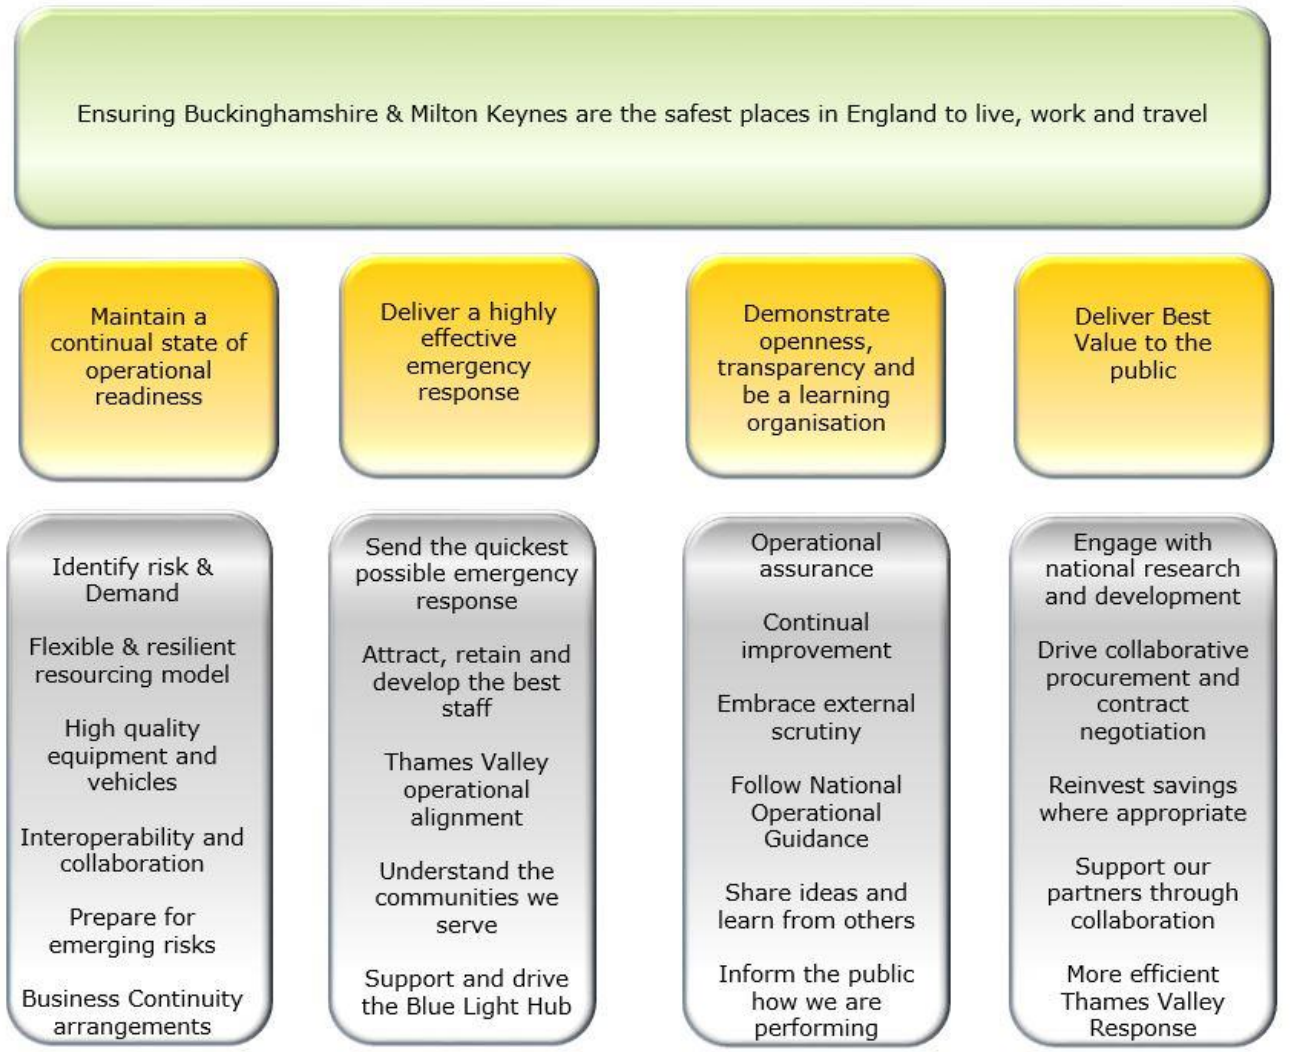 Ensuring Buckinghamshire & Milton Keynes are the safest places in England to live, work and travel
Maintain a
continual state of
operational
readiness
Deliver a highly
effective
emergency
response
Demonstrate
openness,
transparency and
be a learning
organisation
Deliver Best
Value to the
public
Identify risk &
Demand
Flexible & resilient
resourcing model
High quality
equipment and
vehicles
Interoperability and
collaboration
Prepare for
emerging risks
Business Continuity
arrangements
Send the quickest
possible emergency
response
Attract, retain and
develop the best
staff
Thames Valley
operational
alignment
Understand the
communities we
serve
Support and drive
the Blue Light Hub
Operational
assurance
Continual
improvement
Embrace external
scrutiny
Follow National
Operational
Guidance
Share ideas and
learn from others
Inform the public
how we are
performing
Engage with
national research
and development
Drive collaborative
procurement and
contract
negotiation
Reinvest savings
where appropriate
Support our
partners through
collaboration
More efficient
Thames Valley
Response